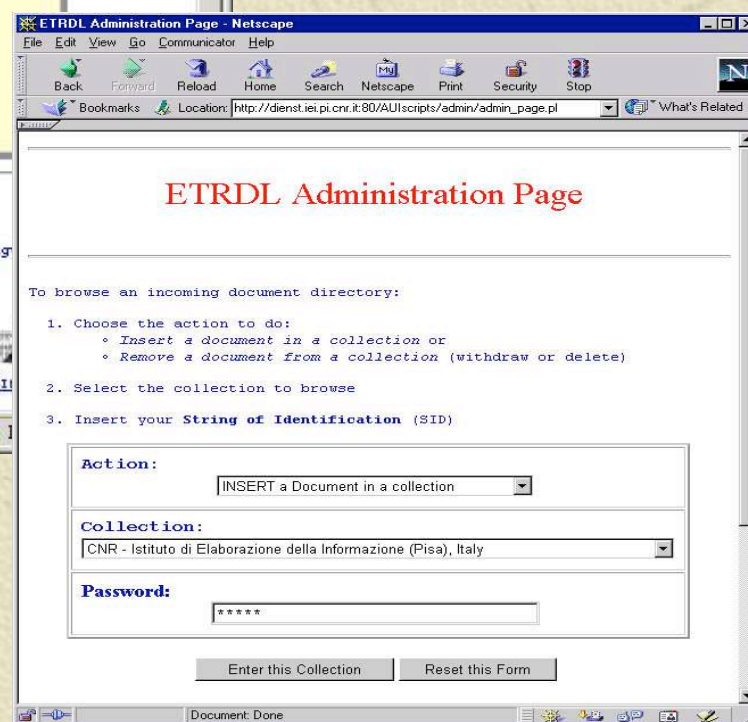 ETRDL Administration Page - Netscape
File Edit View Go Communicator Help
Back Forward Reload Home Search Netscape Print Security Stop
Bookmarks Location: http://dienst.iei.pi.cnr.it:80/AUIscripts/admin/admin_page.pl What's Related
ETRDL Administration Page
To browse an incoming document directory:
1. Choose the action to do:
Insert a document in a collection or
Remove a document from a collection (withdraw or delete)
2. Select the collection to browse
3. Insert your String of Identification (SID)
Action:
INSERT a Document in a collection
Collection:
CNR - Istituto di Elaborazione della Informazione (Pisa), Italy
Password:
*****
Enter this Collection Reset this Form
Document: Done